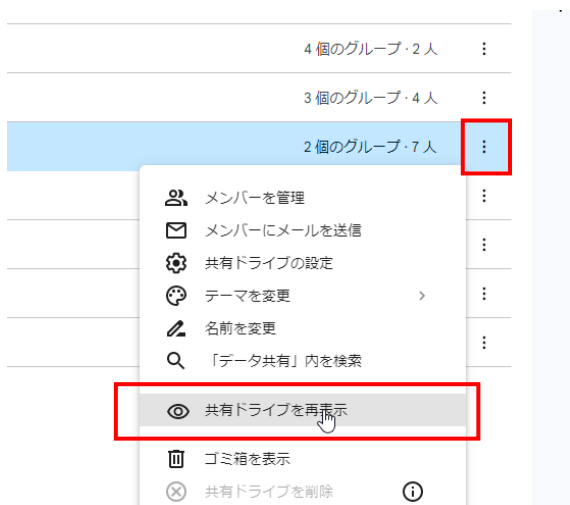 4 個のグループ・2 人
3 個のグループ・4 人
2 個のグループ・7 人
メンバーを管理
メンバーにメールを送信
共有ドライブの設定
テーマを変更
名前を変更
「データ共有」内を検索
共有ドライブを再表示
ゴミ箱を表示
共有ドライブを削除